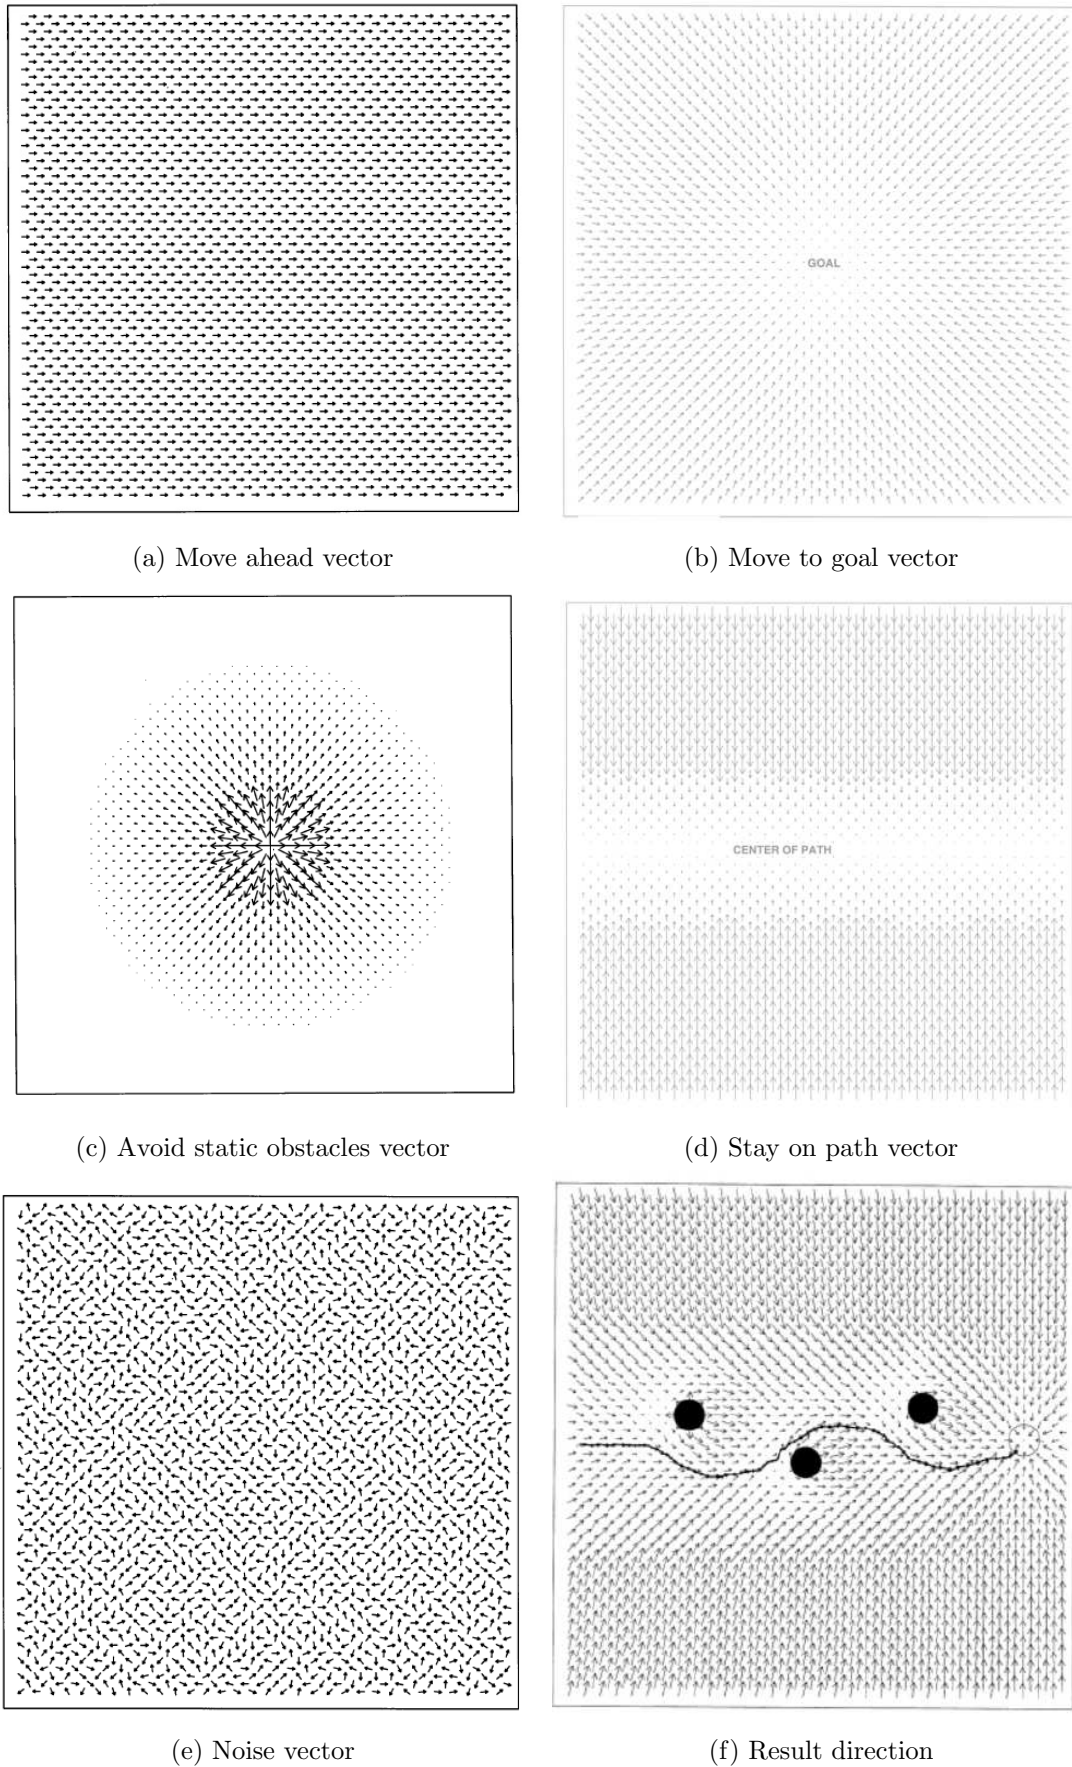 GOAL
(a) Move ahead vector
(b) Move to goal vector
CENTER OF PATH
(c) Avoid static obstacles vector
(d) Stay on path vector
(e) Noise vector
(f) Result direction